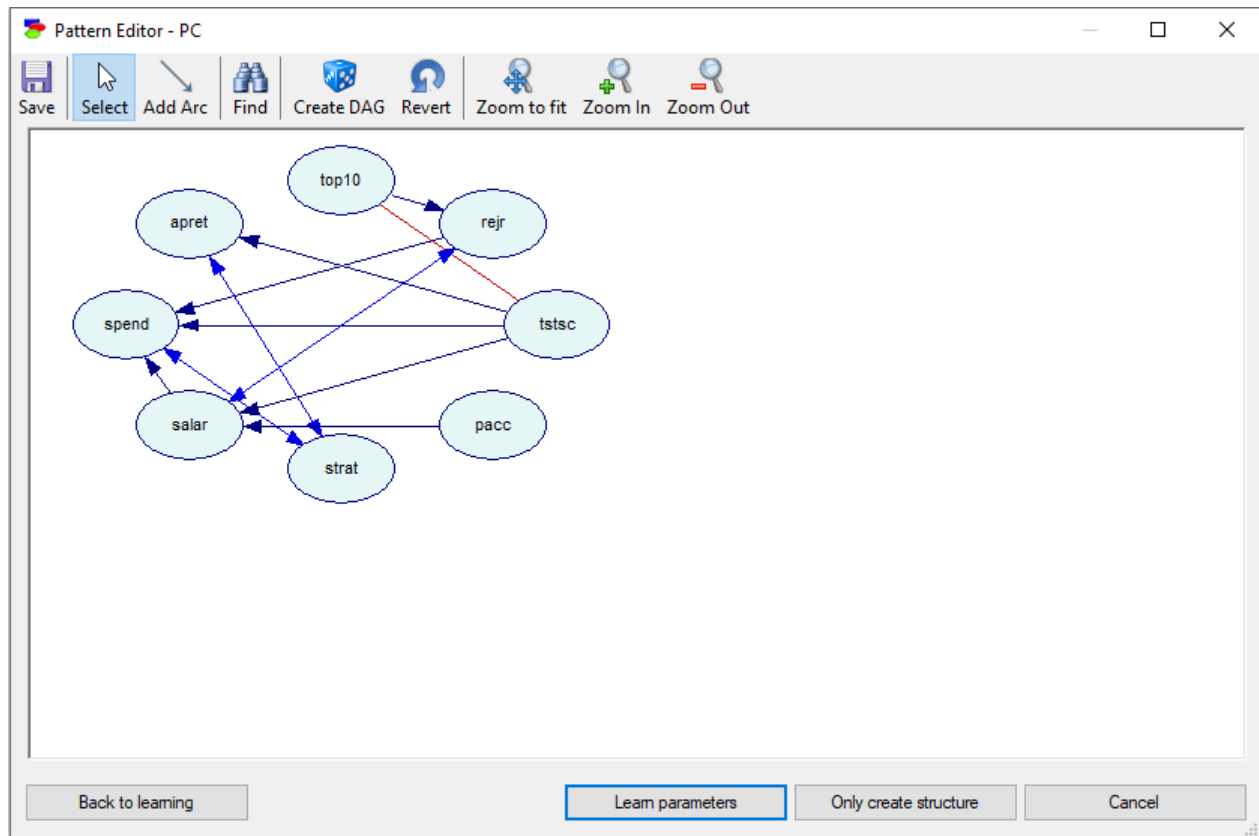 Pattern Editor - PC
Save Select Add Arc Find Create DAG Revert Zoom to fit Zoom In Zoom Out
top10
apret
rejr
spend
tstsc
salar
pacc
strat
Back to learning Learn parameters Only create structure Cancel